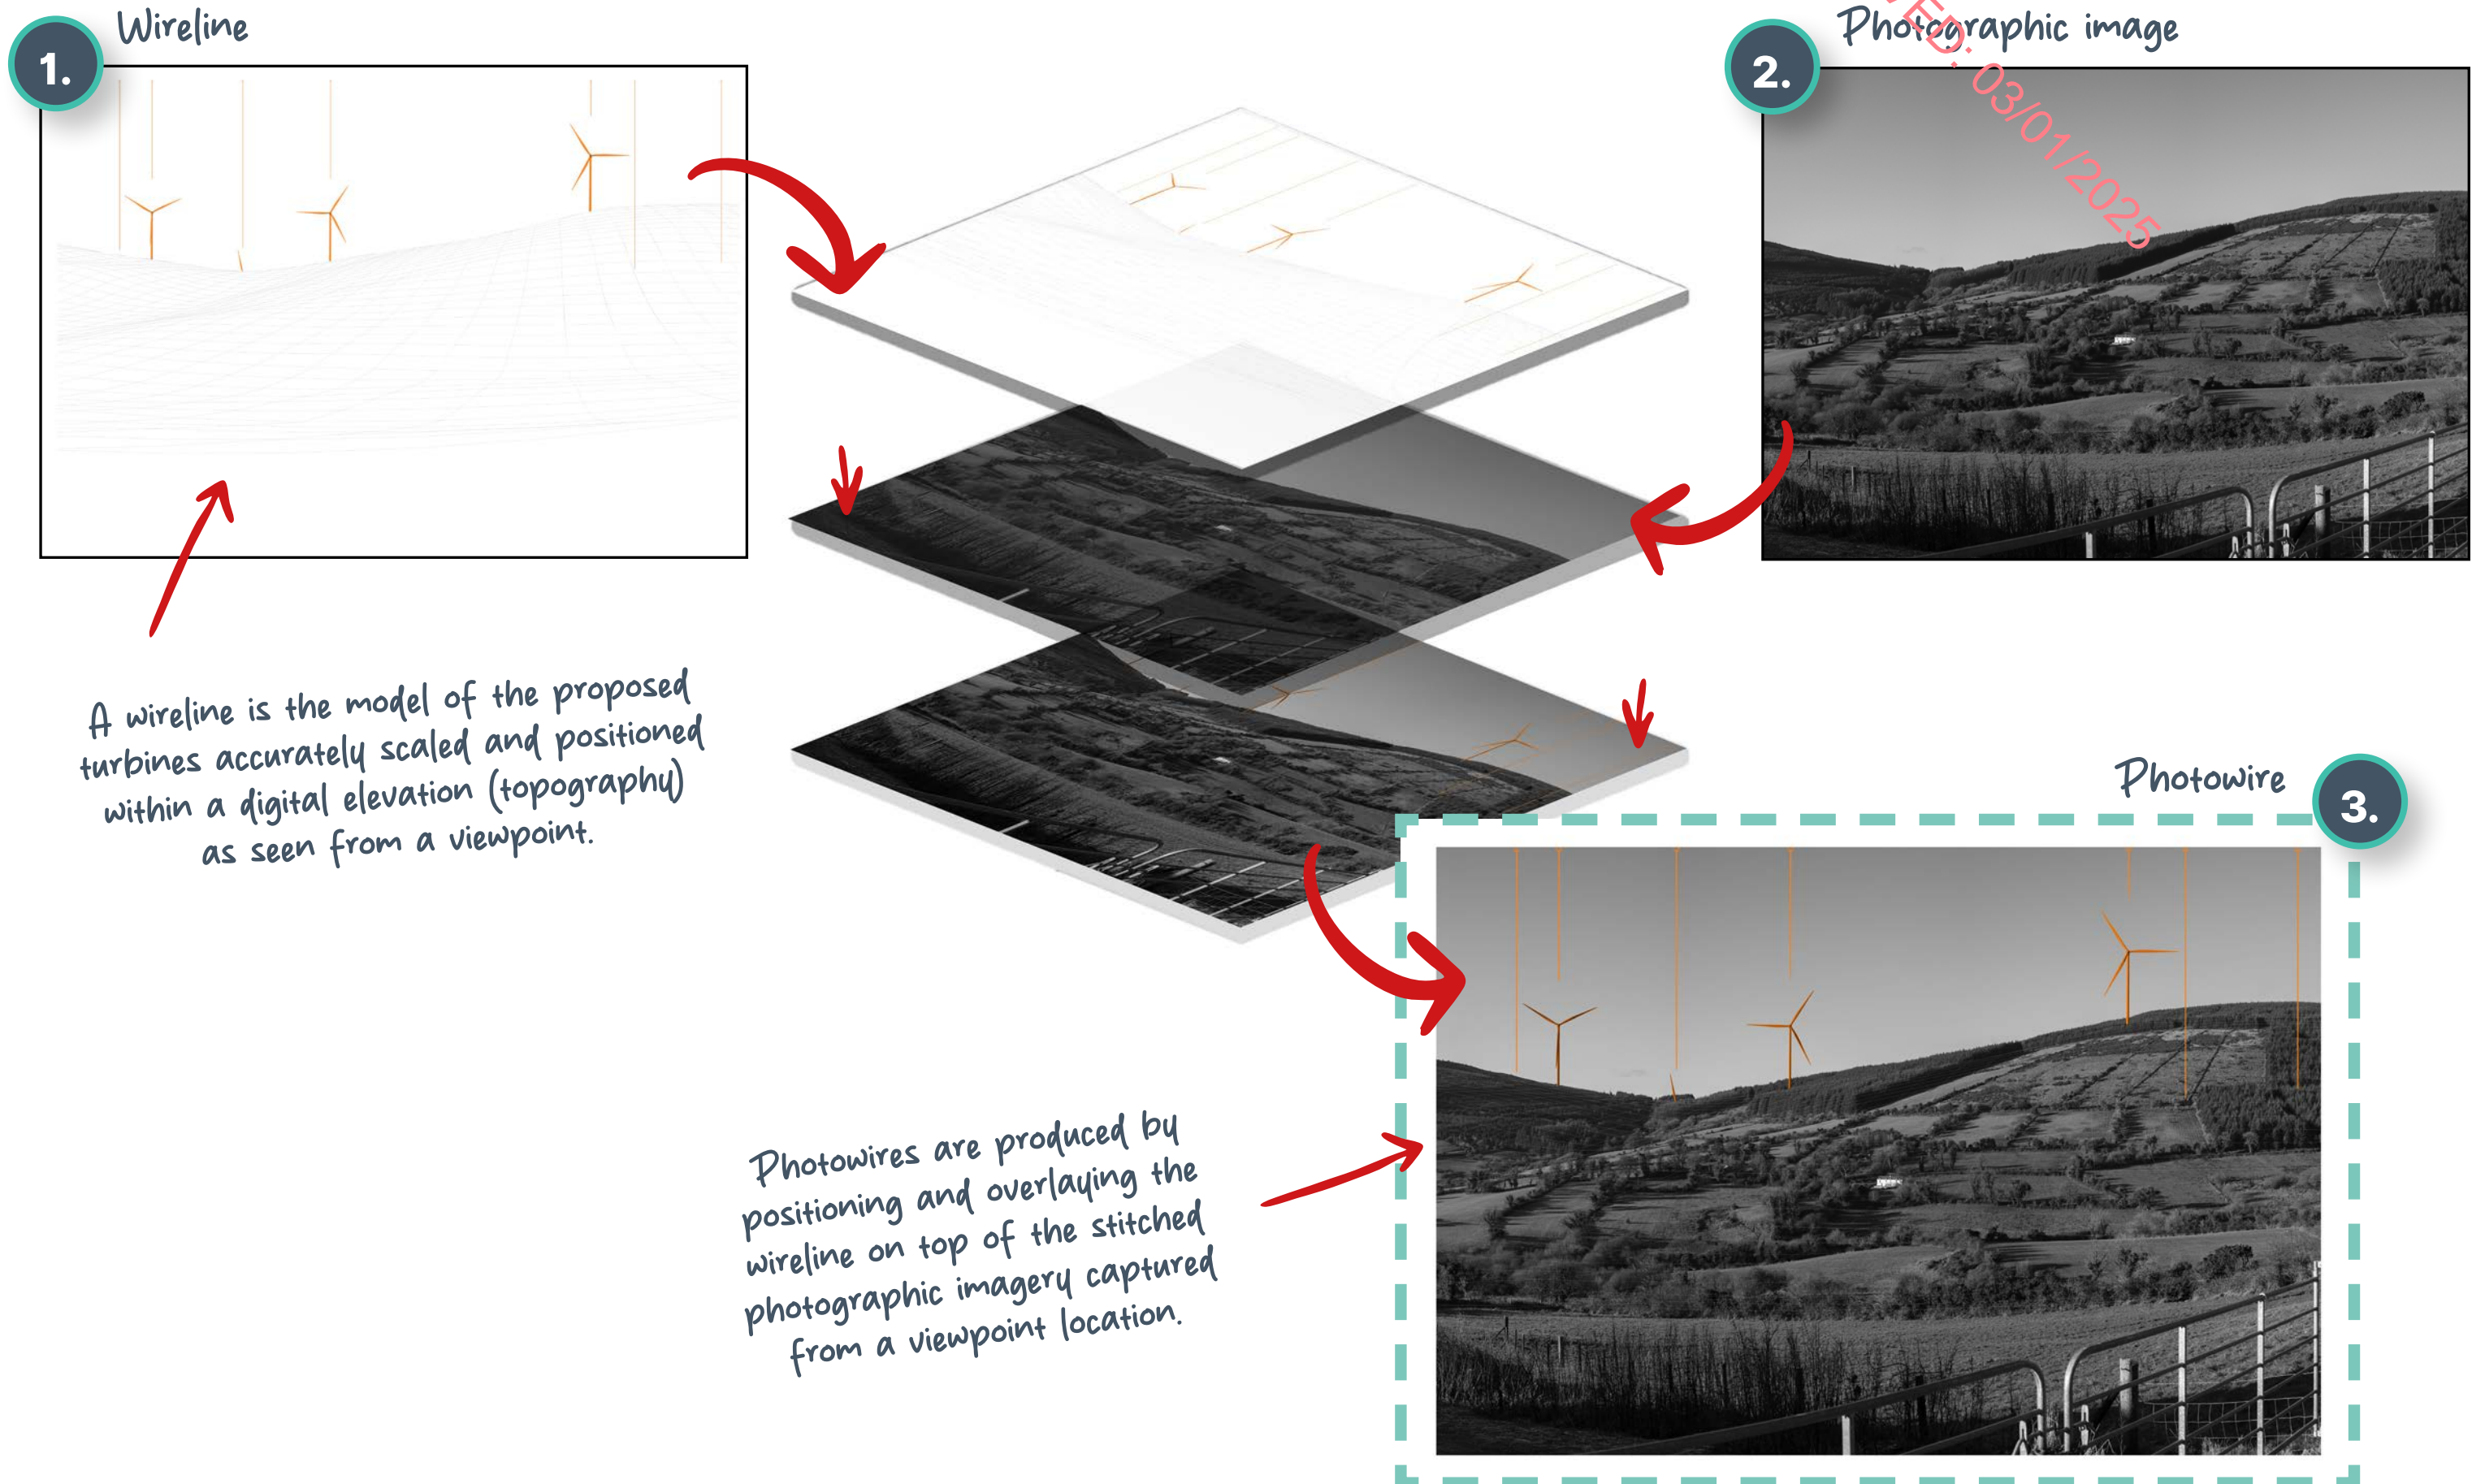 1.
Wireline
2.
Photographic image
03/01/2025
A wireline is the model of the proposed
turbines accurately scaled and positioned
within a digital elevation (topography)
as seen from a viewpoint.
Photowire
3.
Photowires are produced by
positioning and overlaying the
wireline on top of the stitched
photographic imagery captured
from a viewpoint location.